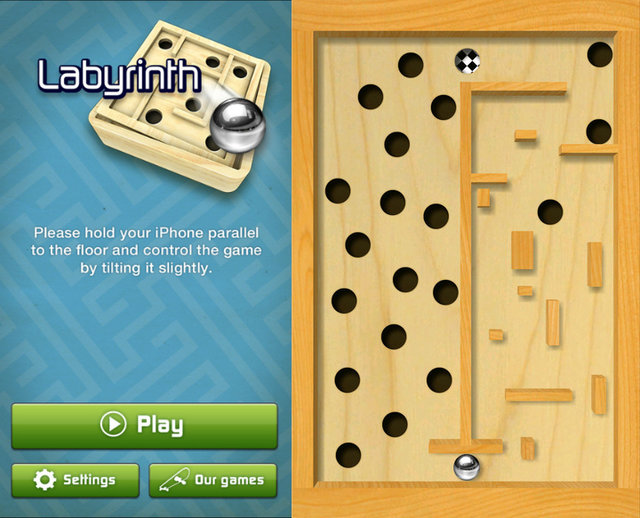 Labyrinth
Please hold your iPhone parallel
to the floor and control the game
by tilting it slightly.
Play
Settings
Our games